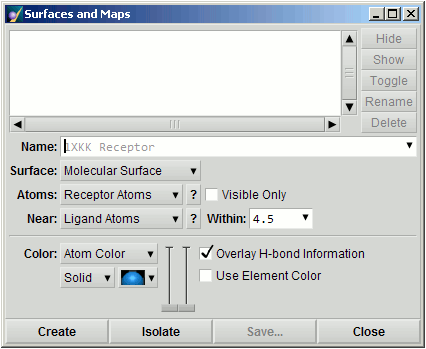 Surfaces and Maps
Hide
Show
Toggle
Rename
Delete
Name: 1XKK Receptor
Surface: Molecular Surface
Atoms: Receptor Atoms ? Visible Only
Near: Ligand Atoms ? Within: 4.5
Color: Atom Color Overlay H-bond Information
Solid Use Element Color
Create Isolate Save... Close